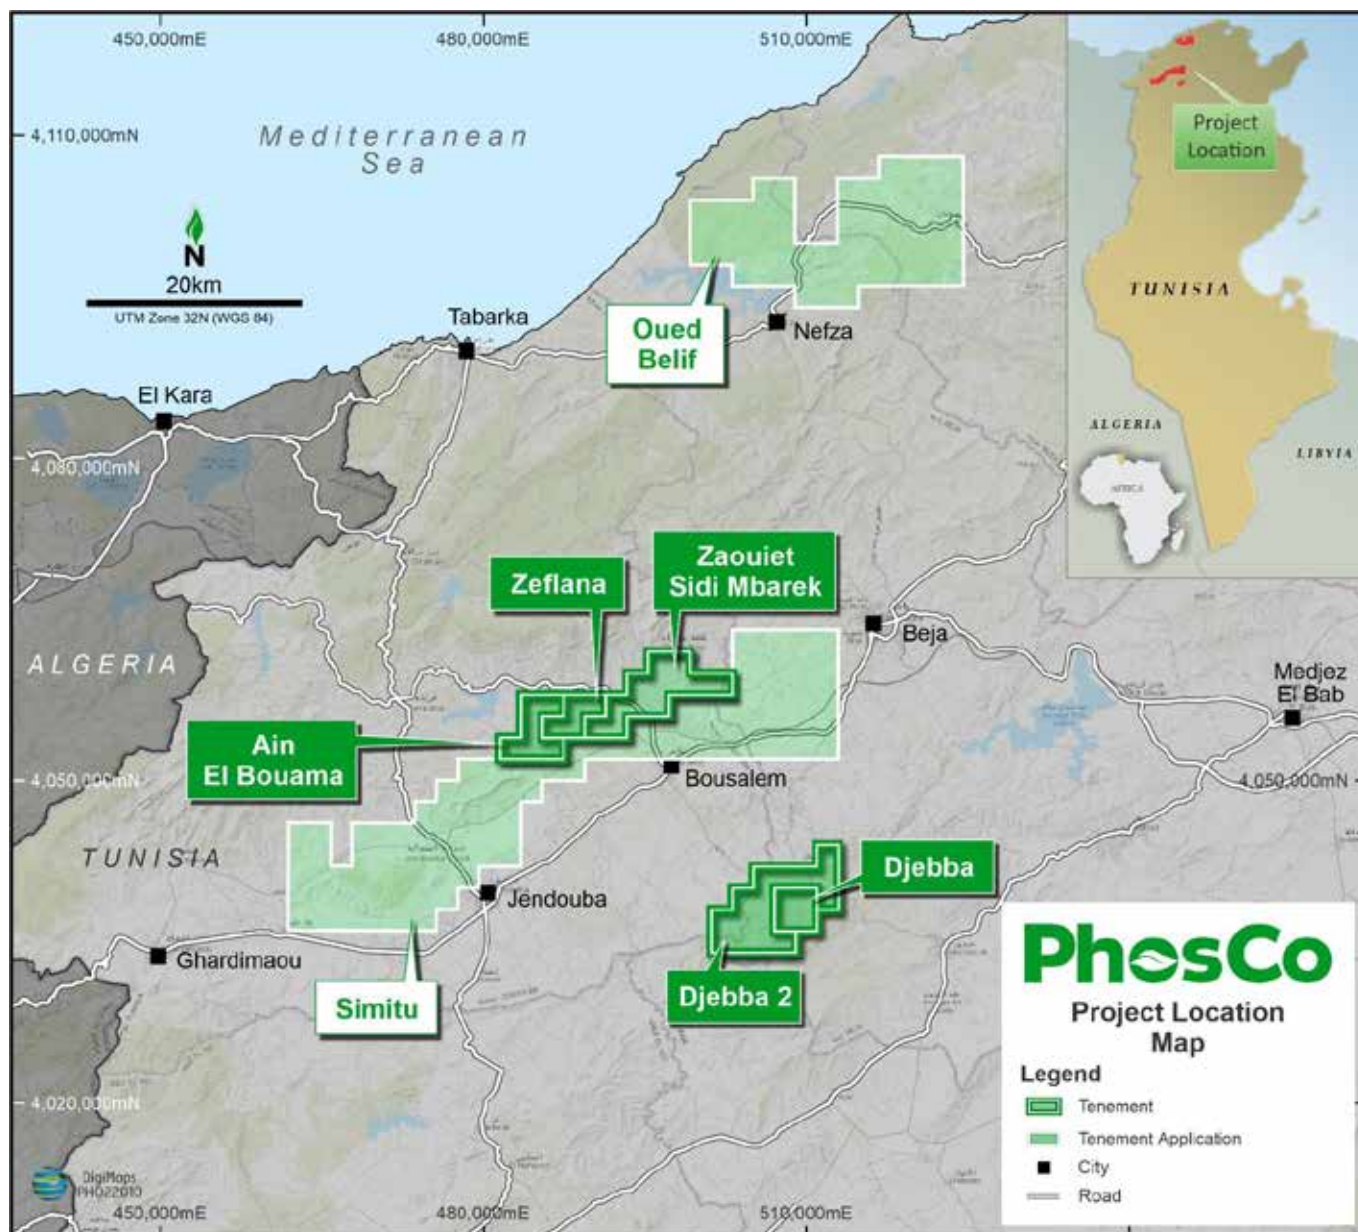 450,000mE
480,000mE
510,000mE
4,110,000mN
Mediterranean
Sea
N
20km
UTM Zone 32N (WGS 84)
Project
Location
TUNISIA
ALGERIA
LIBYIA
AFRICA
Tabarka
El Kara
Oued
Belif
Nefza
4,080,000mN
Zeflana
Zaouiet
Sidi Mbarek
Beja
ALGERIA
Medjez
El Bab
Ain
El Bouama
Bousalem
4,050,000mN
4,050,000mN
TUNISIA
Djebba
Jendouba
Ghardimaou
Simitu
Djebba 2
PhosCo
Project Location
Map
Legend
Tenement
Tenement Application
City
Road
4,020,000mN
DigiMaps
PHO22010
450,000mE
480,000mE
510,000mE